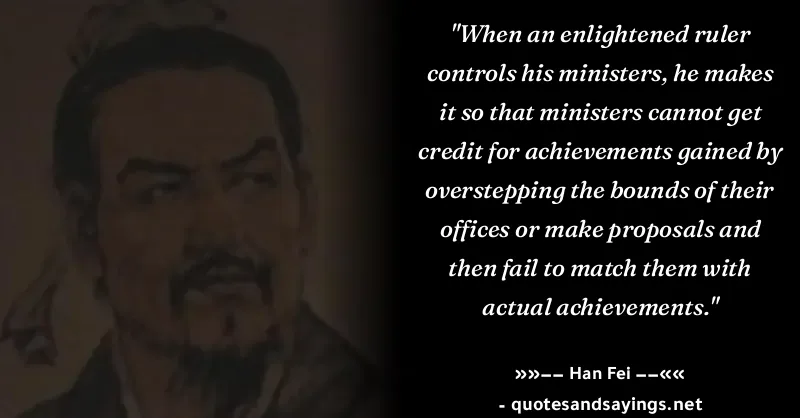 "When an enlightened ruler
controls his ministers, he makes
it so that ministers cannot get
credit for achievements gained by
overstepping the bounds of their
offices or make proposals and
then fail to match them with
actual achievements."
»»−− Han Fei −−««
- quotesandsayings.net